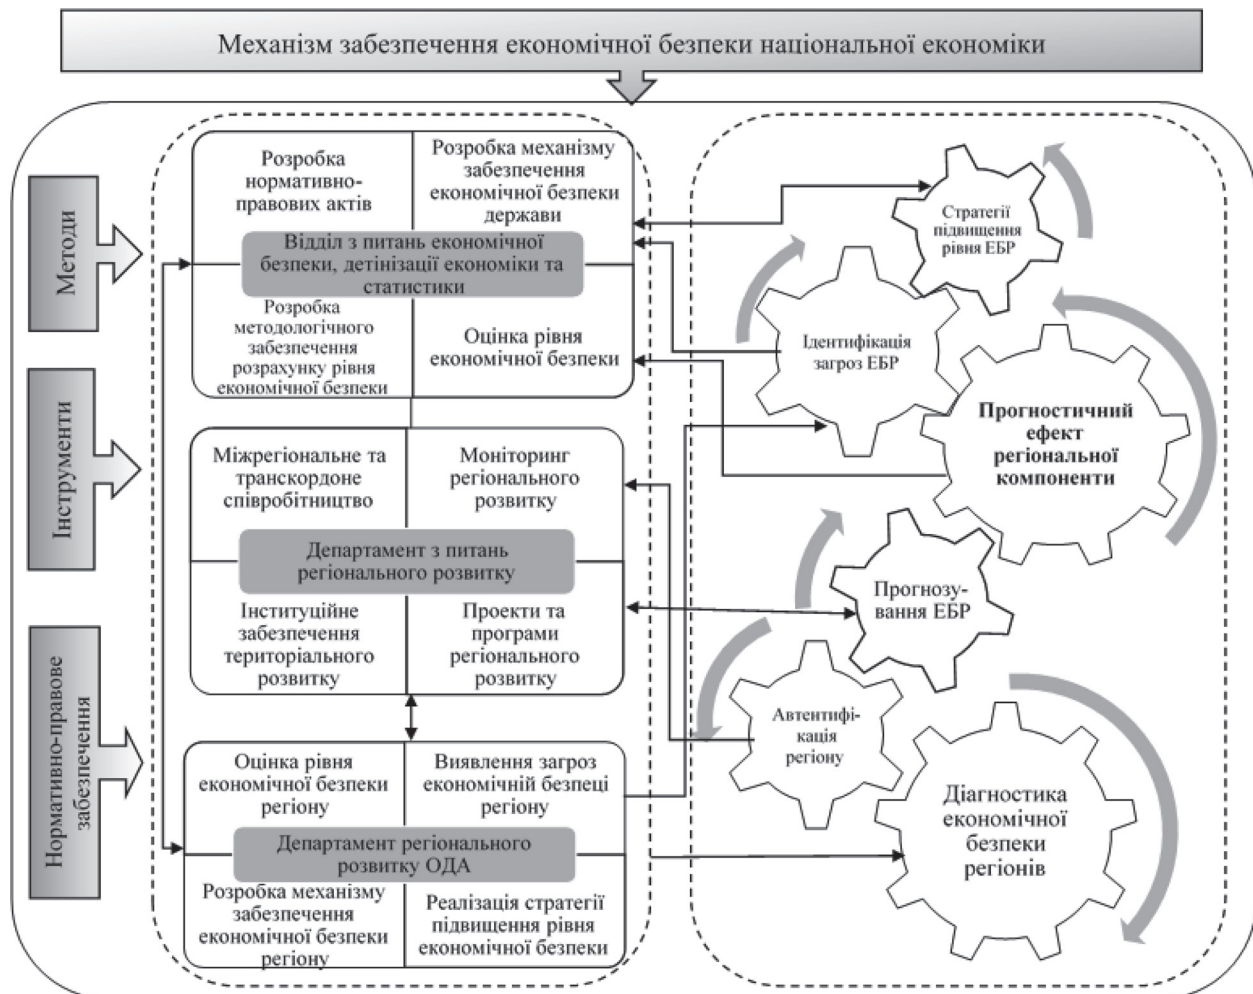 Механізм забезпечення економічної безпеки національної економіки
Методи
Інструменти
Нормативно-правове
забезпечення
Розробка
нормативно-
правових актів
Розробка механізму
забезпечення
економічної безпеки
держави
Відділ з питань економічної
безпеки, детінізації економіки та
статистики
Розробка
методологічного
забезпечення
розрахунку рівня
економічної безпеки
Оцінка рівня
економічної безпеки
Міжрегіональне та
транскордоне
співробітництво
Моніторинг
регіонального
розвитку
Департамент з питань
регіонального розвитку
Інституційне
забезпечення
територіального
розвитку
Проекти та
програми
регіонального
розвитку
Оцінка рівня
економічної безпеки
регіону
Виявлення загроз
економічній безпеці
регіону
Департамент регіонального
розвитку ОДА
Розробка механізму
забезпечення
економічної безпеки
регіону
Реалізація стратегії
підвищення рівня
економічної безпеки
Стратегії
підвищення
рівня ЕБР
Ідентифікація
загроз ЕБР
Прогностичний
ефект
регіональної
компоненти
Прогнозу-
вання ЕБР
Автентифі-
кація
регіону
Діагностика
економічної
безпеки
регіонів